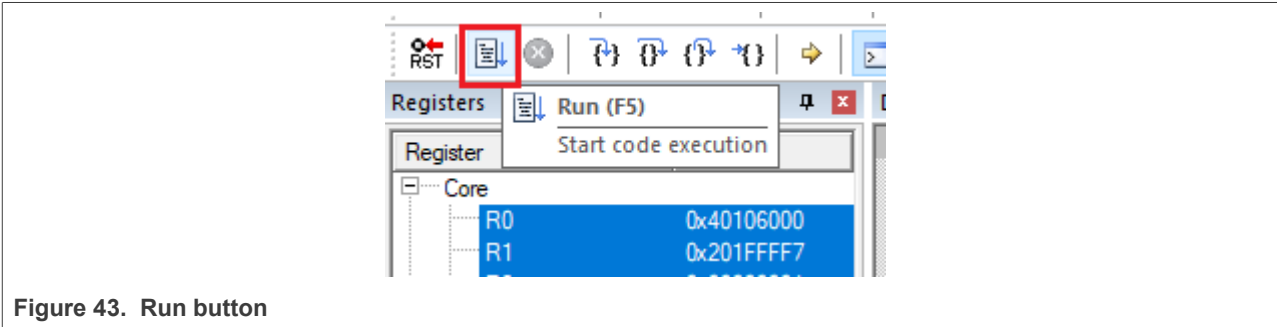 RST
Registers
Run (F5)
Start code execution
Register
Core
R0 0x40106000
R1 0x201FFFF7
Figure 43. Run button